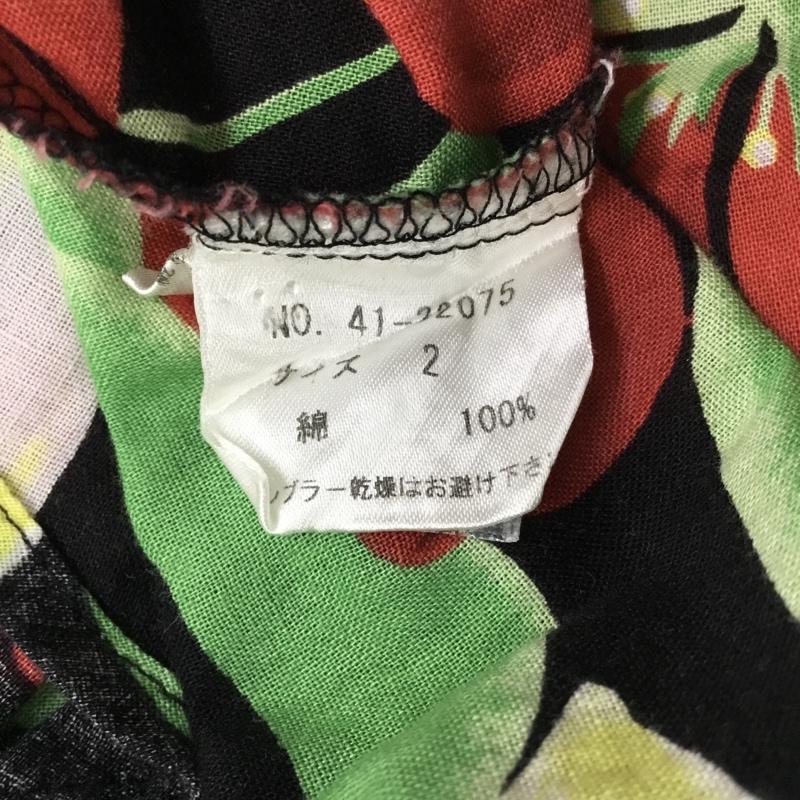 NO. 41-22075
サイズ 2
綿 100%
ンブラー乾燥はお避け下さ